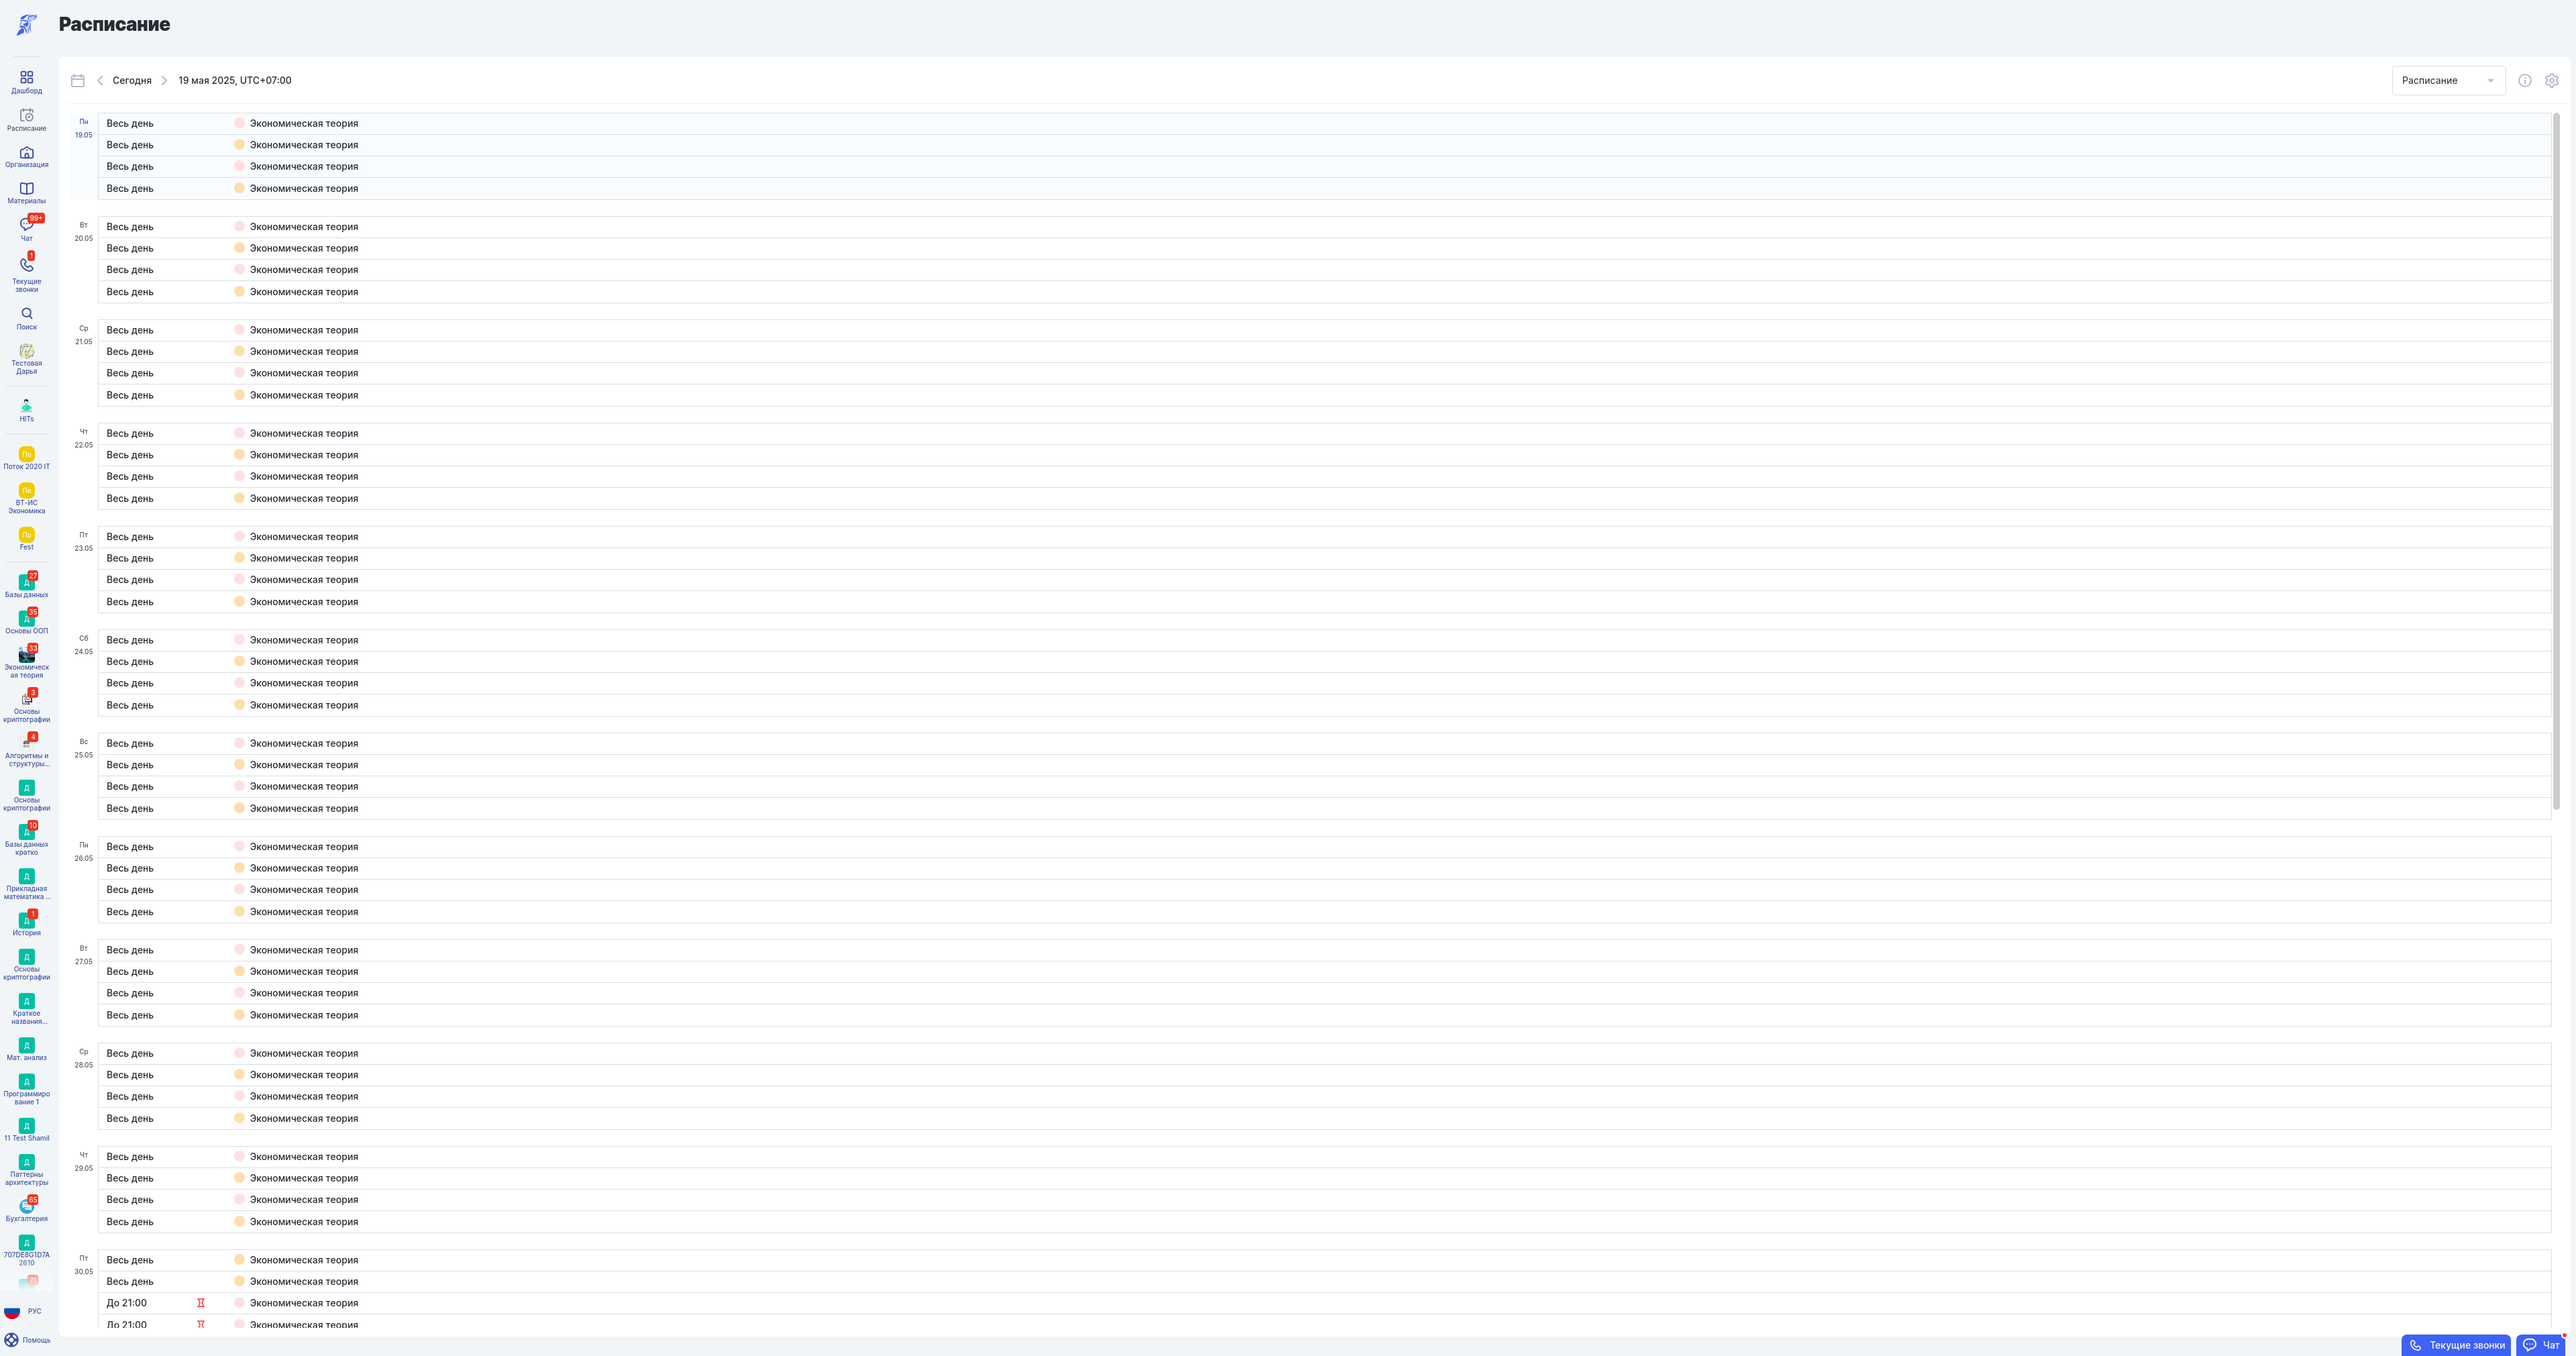 Расписание
Дашборд
Расписание
Организация
Материалы
99+
Чат
1
Текущие
звонки
Поиск
Тестовая
Дарья
HITs
По
Поток 2020 IT
По
ВТ-ИС
Экономика
По
Fest
27
Д
Базы данных
35
Д
Основы ООП
33
Экономическ
ая теория
3
Основы
криптографии
4
Алгоритмы и
структуры...
Д
Основы
криптографии
10
Д
Базы данных
кратко
Д
Прикладная
математика ...
1
Д
История
Д
Основы
криптографии
Д
Краткое
названия...
Д
Мат. анализ
Д
Программиро
вание 1
Д
11 Test Shamil
Д
Паттерны
архитектуры
65
Бухгалтерия
Д
707DE8G1D7A
2610
РУС
Помощь
Сегодня 19 мая 2025, UTC+07:00
Расписание
Пн
19.05
Весь день Экономическая теория
Весь день Экономическая теория
Весь день Экономическая теория
Весь день Экономическая теория
Вт
20.05
Весь день Экономическая теория
Весь день Экономическая теория
Весь день Экономическая теория
Весь день Экономическая теория
Ср
21.05
Весь день Экономическая теория
Весь день Экономическая теория
Весь день Экономическая теория
Весь день Экономическая теория
Чт
22.05
Весь день Экономическая теория
Весь день Экономическая теория
Весь день Экономическая теория
Весь день Экономическая теория
Пт
23.05
Весь день Экономическая теория
Весь день Экономическая теория
Весь день Экономическая теория
Весь день Экономическая теория
Сб
24.05
Весь день Экономическая теория
Весь день Экономическая теория
Весь день Экономическая теория
Весь день Экономическая теория
Вс
25.05
Весь день Экономическая теория
Весь день Экономическая теория
Весь день Экономическая теория
Весь день Экономическая теория
Пн
26.05
Весь день Экономическая теория
Весь день Экономическая теория
Весь день Экономическая теория
Весь день Экономическая теория
Вт
27.05
Весь день Экономическая теория
Весь день Экономическая теория
Весь день Экономическая теория
Весь день Экономическая теория
Ср
28.05
Весь день Экономическая теория
Весь день Экономическая теория
Весь день Экономическая теория
Весь день Экономическая теория
Чт
29.05
Весь день Экономическая теория
Весь день Экономическая теория
Весь день Экономическая теория
Весь день Экономическая теория
Пт
30.05
Весь день Экономическая теория
Весь день Экономическая теория
До 21:00 Экономическая теория
До 21:00 Экономическая теория
Текущие звонки
Чат